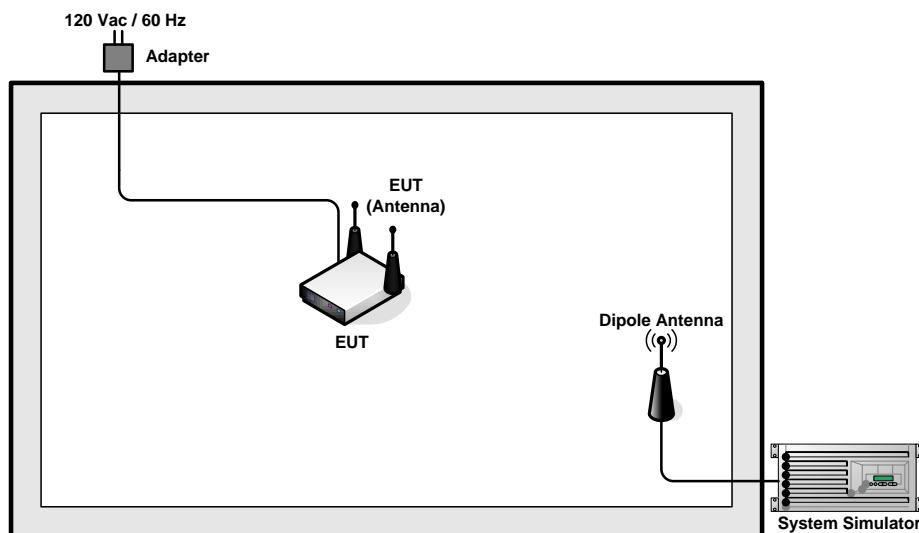 120 Vac / 60 Hz
Adapter
EUT
(Antenna)
EUT
Dipole Antenna
System Simulator